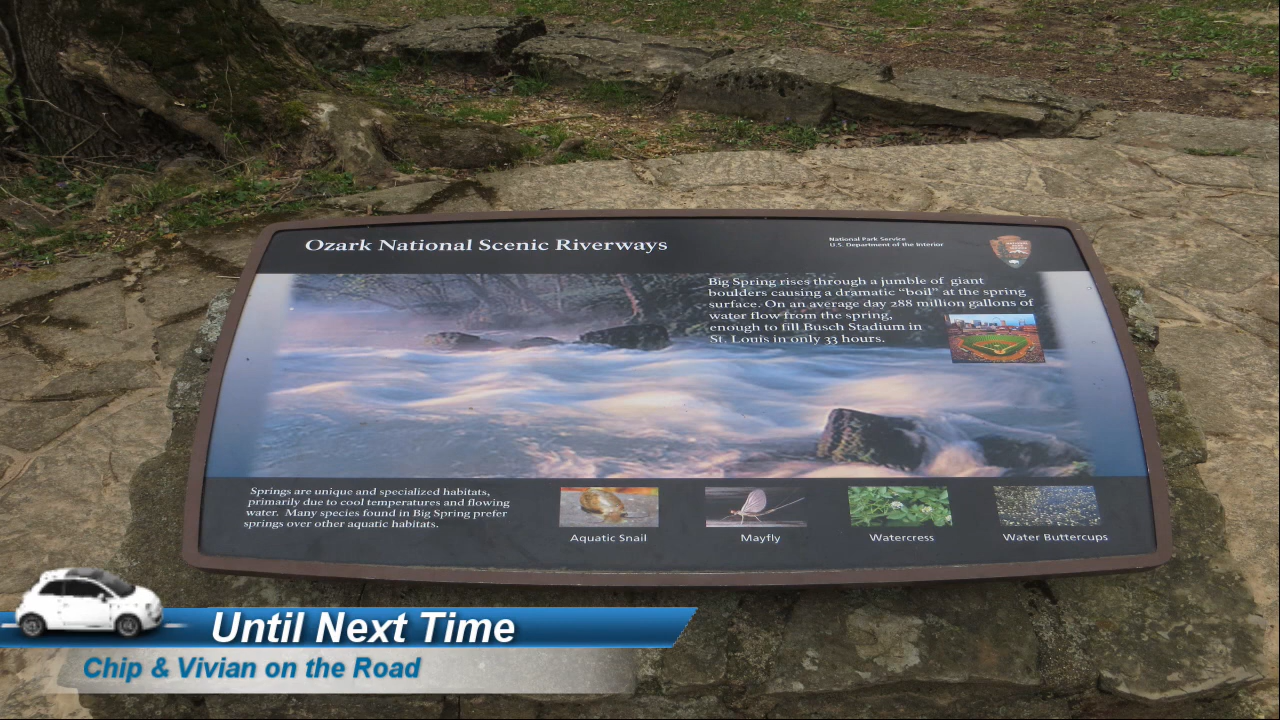 Ozark National Scenic Riverways
National Park Service
U.S. Department of the Interior
Big Spring rises through a jumble of giant
boulders causing a dramatic “boil” at the spring
surface. On an average day 288 million gallons of
water flow from the spring,
enough to fill Busch Stadium in
St. Louis in only 33 hours.
Springs are unique and specialized habitats,
primarily due to cool temperatures and flowing
water. Many species found in Big Spring prefer
springs over other aquatic habitats.
Aquatic Snail
Mayfly
Watercress
Water Buttercups
Until Next Time
Chip & Vivian on the Road